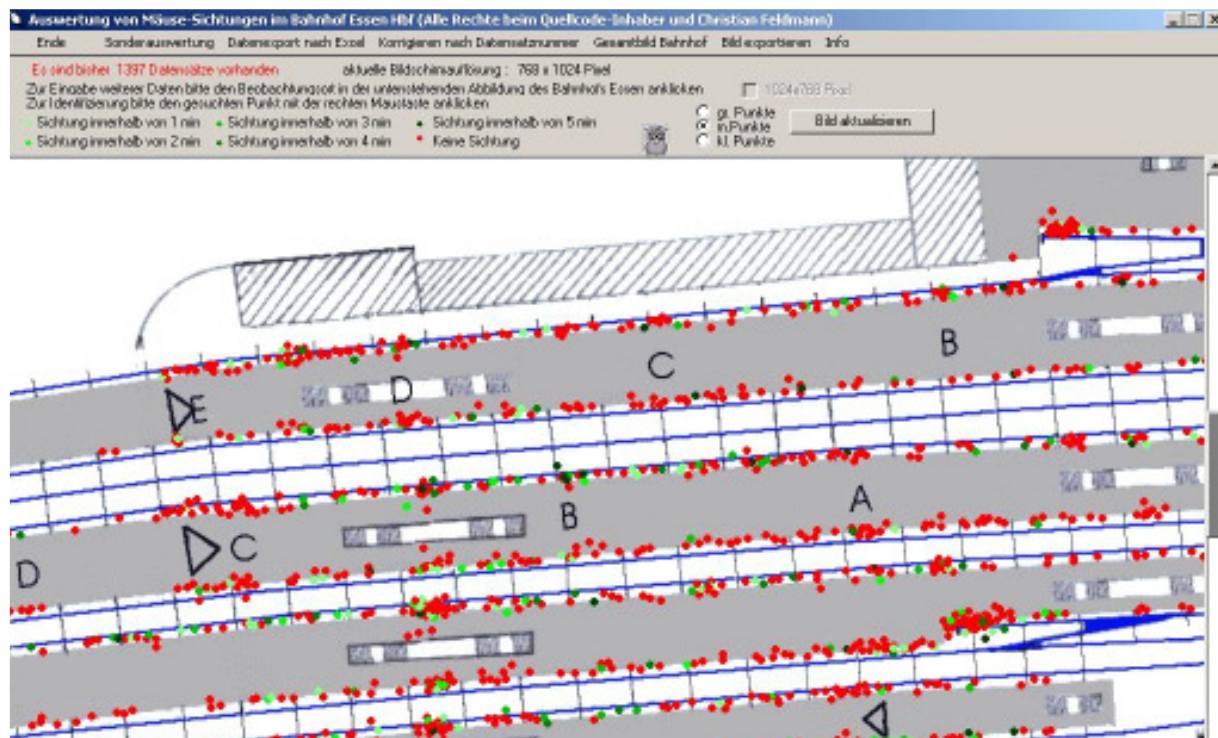 Auswertung von Mäuse-Sichtungen im Bahnhof Essen Hbf (Alle Rechte beim Quellcode-Inhaber und Christian Feldmann)
Ende Sonderauswertung Datenexport nach Excel Korrigieren nach Datensatznummer Gesamtbild Bahnhof Bild exportieren Info
Es sind bisher 1397 Datensätze vorhanden aktuelle Bildschimauflösung : 768 x 1024 Pixel
Zur Eingabe weiterer Daten bitte den Beobachtungsort in der untenstehenden Abbildung des Bahnhofs Essen anklicken 1024x768 Pixel
Zur Identifizierung bitte den gesuchten Punkt mit der rechten Maustaste anklicken
Sichtung innerhalb von 1 min Sichtung innerhalb von 3 min Sichtung innerhalb von 5 min
Sichtung innerhalb von 2 min Sichtung innerhalb von 4 min Keine Sichtung
gr. Punkte
m.Punkte
kl. Punkte
Bild aktualisieren
E D C B
D C B A